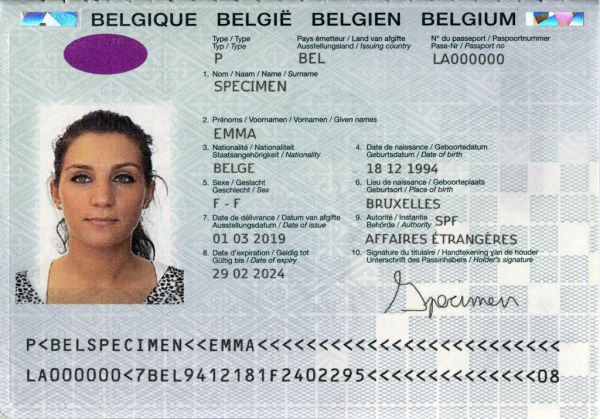 BELGIQUE BELGIË BELGIEN BELGIUM
Type / Type
Typ / Type
P
Pays émetteur / Land van afgifte
Ausstellungsland / Issuing country
BEL
N° du passeport / Paspoortnummer
Pass-Nr / Passport no
LA000000
1. Nom / Naam / Name / Surname
SPECIMEN
2. Prénoms / Voornamen / Vornamen / Given names
EMMA
3. Nationalité / Nationaliteit
Staatsangehörigkeit / Nationality
BELGE
4. Date de naissance / Geboortedatum
Geburtsdatum / Date of birth
18 12 1994
5. Sexe / Geslacht
Geschlecht / Sex
F - F
6. Lieu de naissance / Geboorteplaats
Geburtsort / Place of birth
BRUXELLES
7. Date de délivrance / Datum van afgifte
Ausstellungsdatum / Date of issue
01 03 2019
9. Autorité / Instantie
Behörde / Authority SPF
AFFAIRES ÉTRANGÈRES
8. Date d'expiration / Geldig tot
Gültig bis / Date of expiry
29 02 2024
10. Signature du titulaire / Handtekening van de houder
Unterschrift des Passinhabers / Holder's signature
Specimen
P<BELSPECIMEN<<EMMA<<<<<<<<<<<<<<<<<<<<<<<<<
LA000000<7BEL9412181F2402295<<<<<<<<<<<<<<08